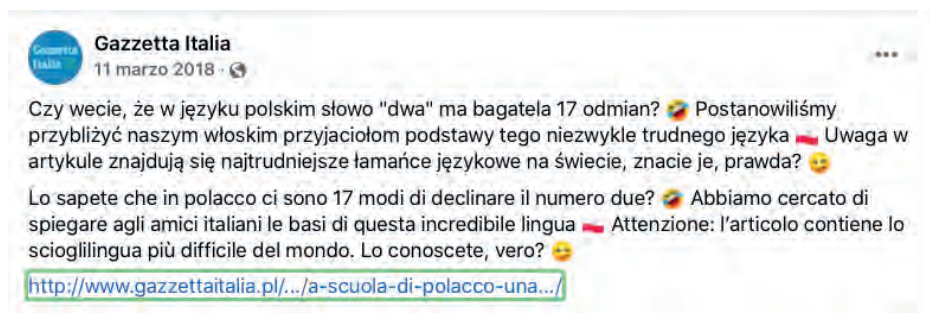 Gazzetta Italia
Gazzetta Italia
11 marzo 2018 ·
Czy wecie, że w języku polskim słowo "dwa" ma bagatela 17 odmian? 🤣 Postanowiliśmy
przybliżyć naszym włoskim przyjaciołom podstawy tego niezwykle trudnego języka 🇵🇱 Uwaga w
artykule znajdują się najtrudniejsze łamańce językowe na świecie, znacie je, prawda? 😉
Lo sapete che in polacco ci sono 17 modi di declinare il numero due? 🤣 Abbiamo cercato di
spiegare agli amici italiani le basi di questa incredibile lingua 🇵🇱 Attenzione: l'articolo contiene lo
scioglilingua più difficile del mondo. Lo conoscete, vero? 😉
http://www.gazzettaitalia.pl/.../a-scuola-di-polacco-una.../